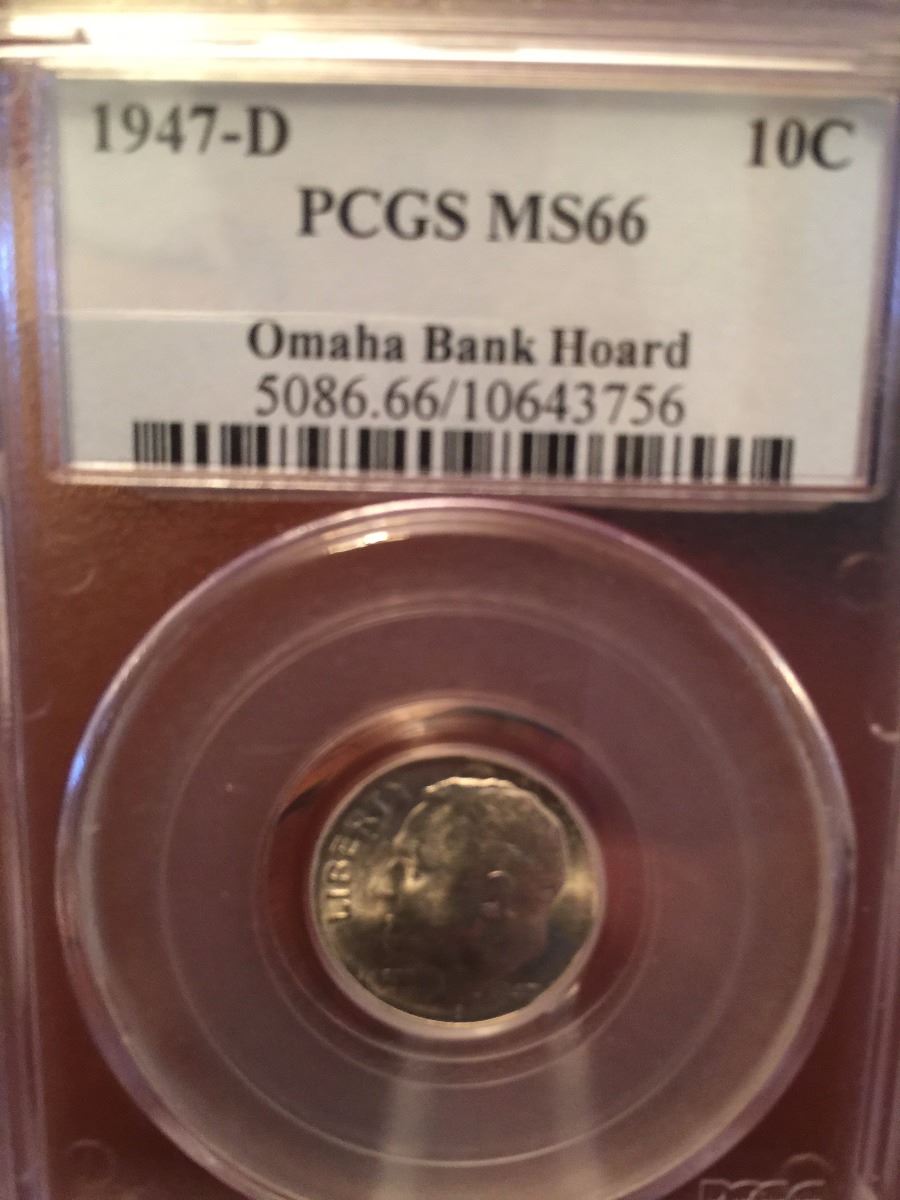 1947-D 10C
PCGS MS66
Omaha Bank Hoard
5086.66/10643756
LIBERTY